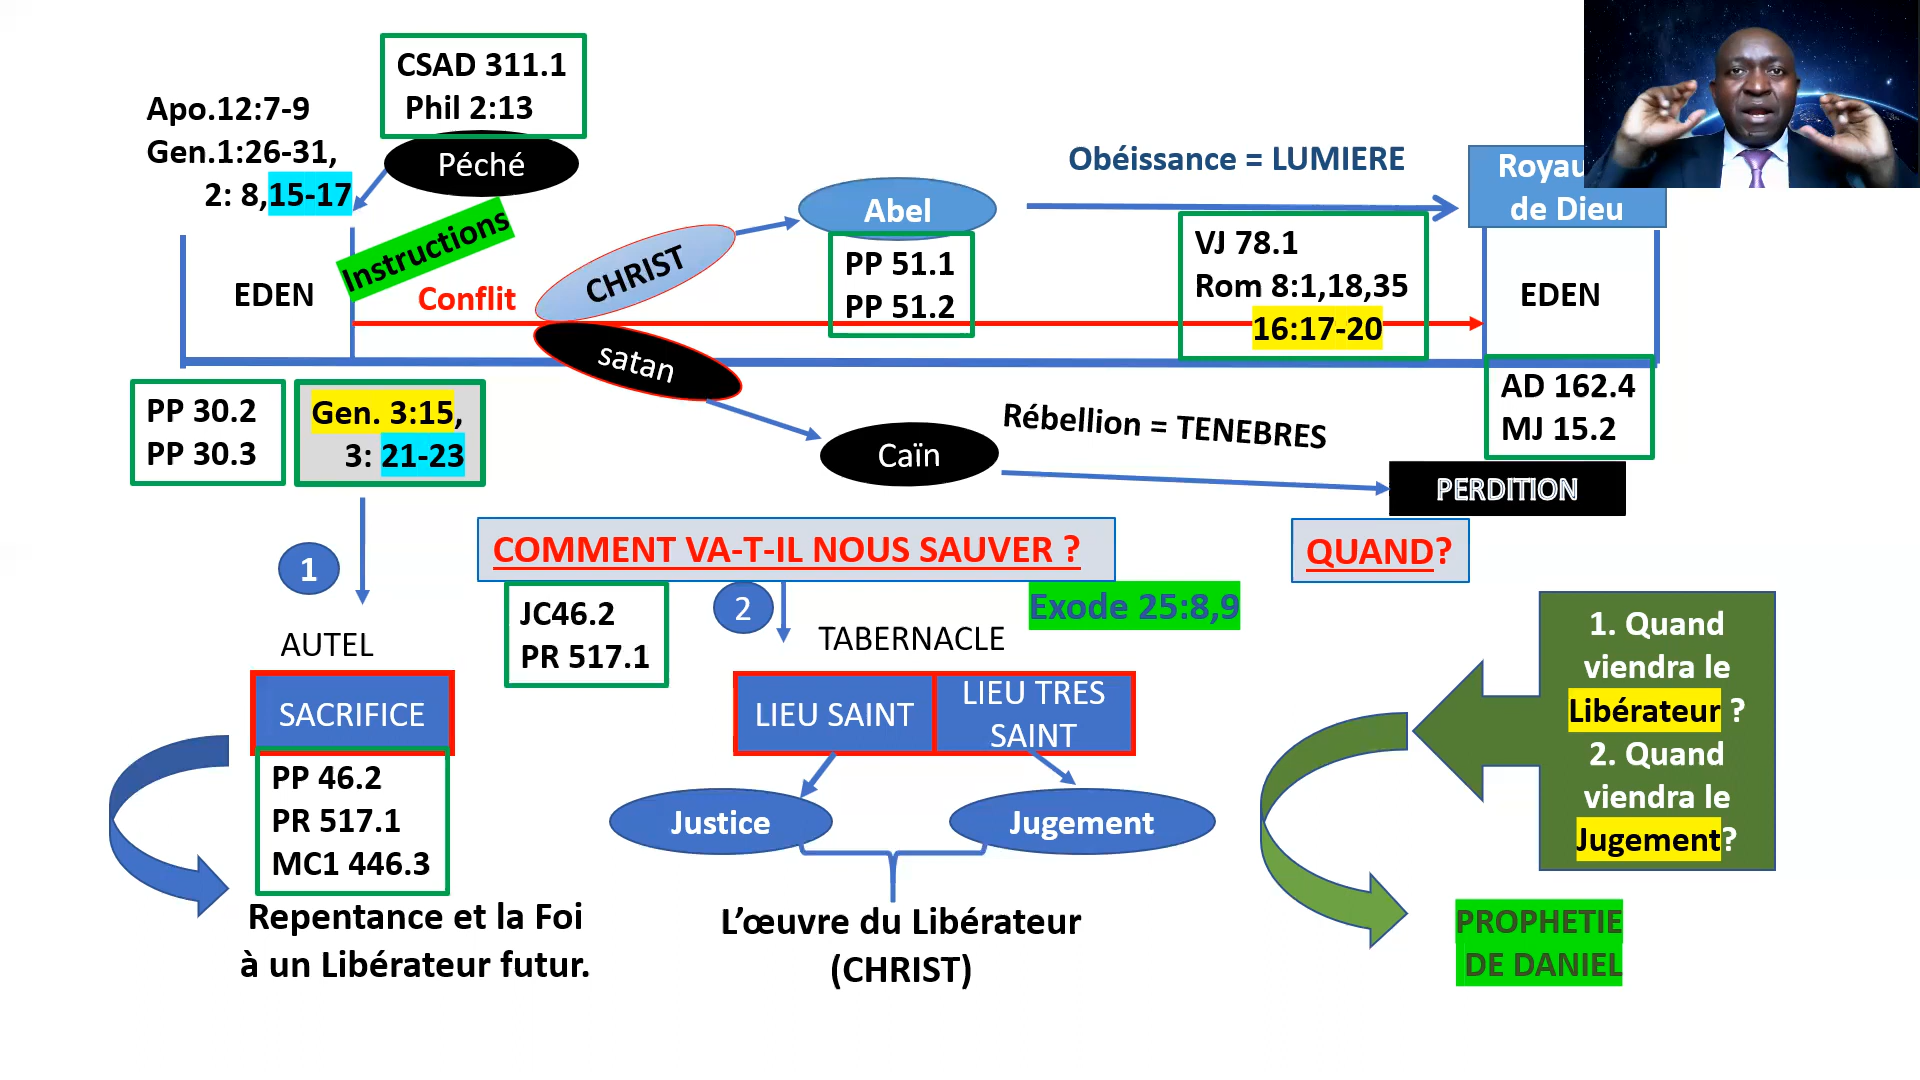 CSAD 311.1
Phil 2:13
Apo.12:7-9
Gen.1:26-31,
2: 8,15-17
Péché
Instructions
EDEN
Conflit
CHRIST
satan
Abel
PP 51.1
PP 51.2
Obéissance = LUMIERE
VJ 78.1
Rom 8:1,18,35
16:17-20
de Dieu
EDEN
AD 162.4
MJ 15.2
PP 30.2
PP 30.3
Gen. 3:15,
3: 21-23
Caïn
Rébellion = TENEBRES
PERDITION
1
COMMENT VA-T-IL NOUS SAUVER ?
QUAND?
JC46.2
PR 517.1
2
Exode 25:8,9
AUTEL
TABERNACLE
SACRIFICE
LIEU SAINT
LIEU TRES
SAINT
PP 46.2
PR 517.1
MC1 446.3
Justice
Jugement
Repentance et la Foi
à un Libérateur futur.
L’œuvre du Libérateur
(CHRIST)
1. Quand
viendra le
Libérateur ?
2. Quand
viendra le
Jugement?
PROPHETIE
DE DANIEL